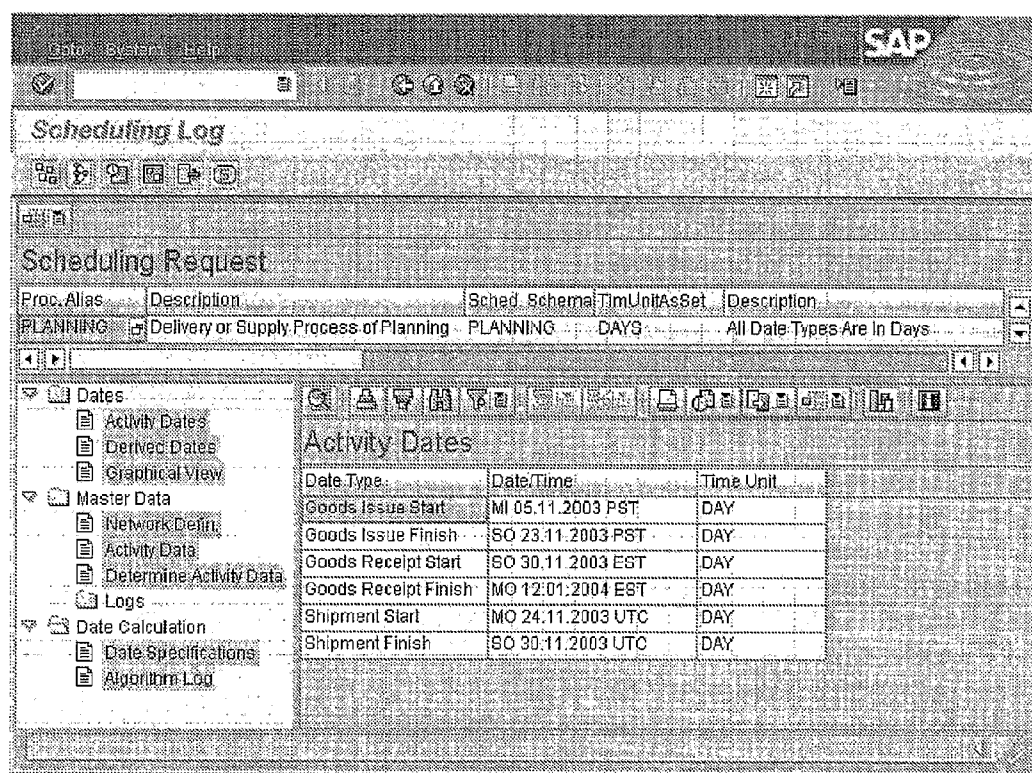 Goto System Help
SAP
Scheduling Log
Scheduling Request
Proc. Alias Description Sched. Schema TimUnitAsSet Description
PLANNING Delivery or Supply Process of Planning PLANNING DAYS All Date Types Are In Days
Dates
Activity Dates
Derived Dates
Graphical View
Master Data
Network Defin.
Activity Data
Determine Activity Data
Logs
Date Calculation
Date Specifications
Algorithm Log
Activity Dates
Date Type Date/Time Time Unit
Goods Issue Start MI 05.11.2003 PST DAY
Goods Issue Finish SO 23.11.2003 PST DAY
Goods Receipt Start SO 30.11.2003 EST DAY
Goods Receipt Finish MO 12.01.2004 EST DAY
Shipment Start MO 24.11.2003 UTC DAY
Shipment Finish SO 30.11.2003 UTC DAY